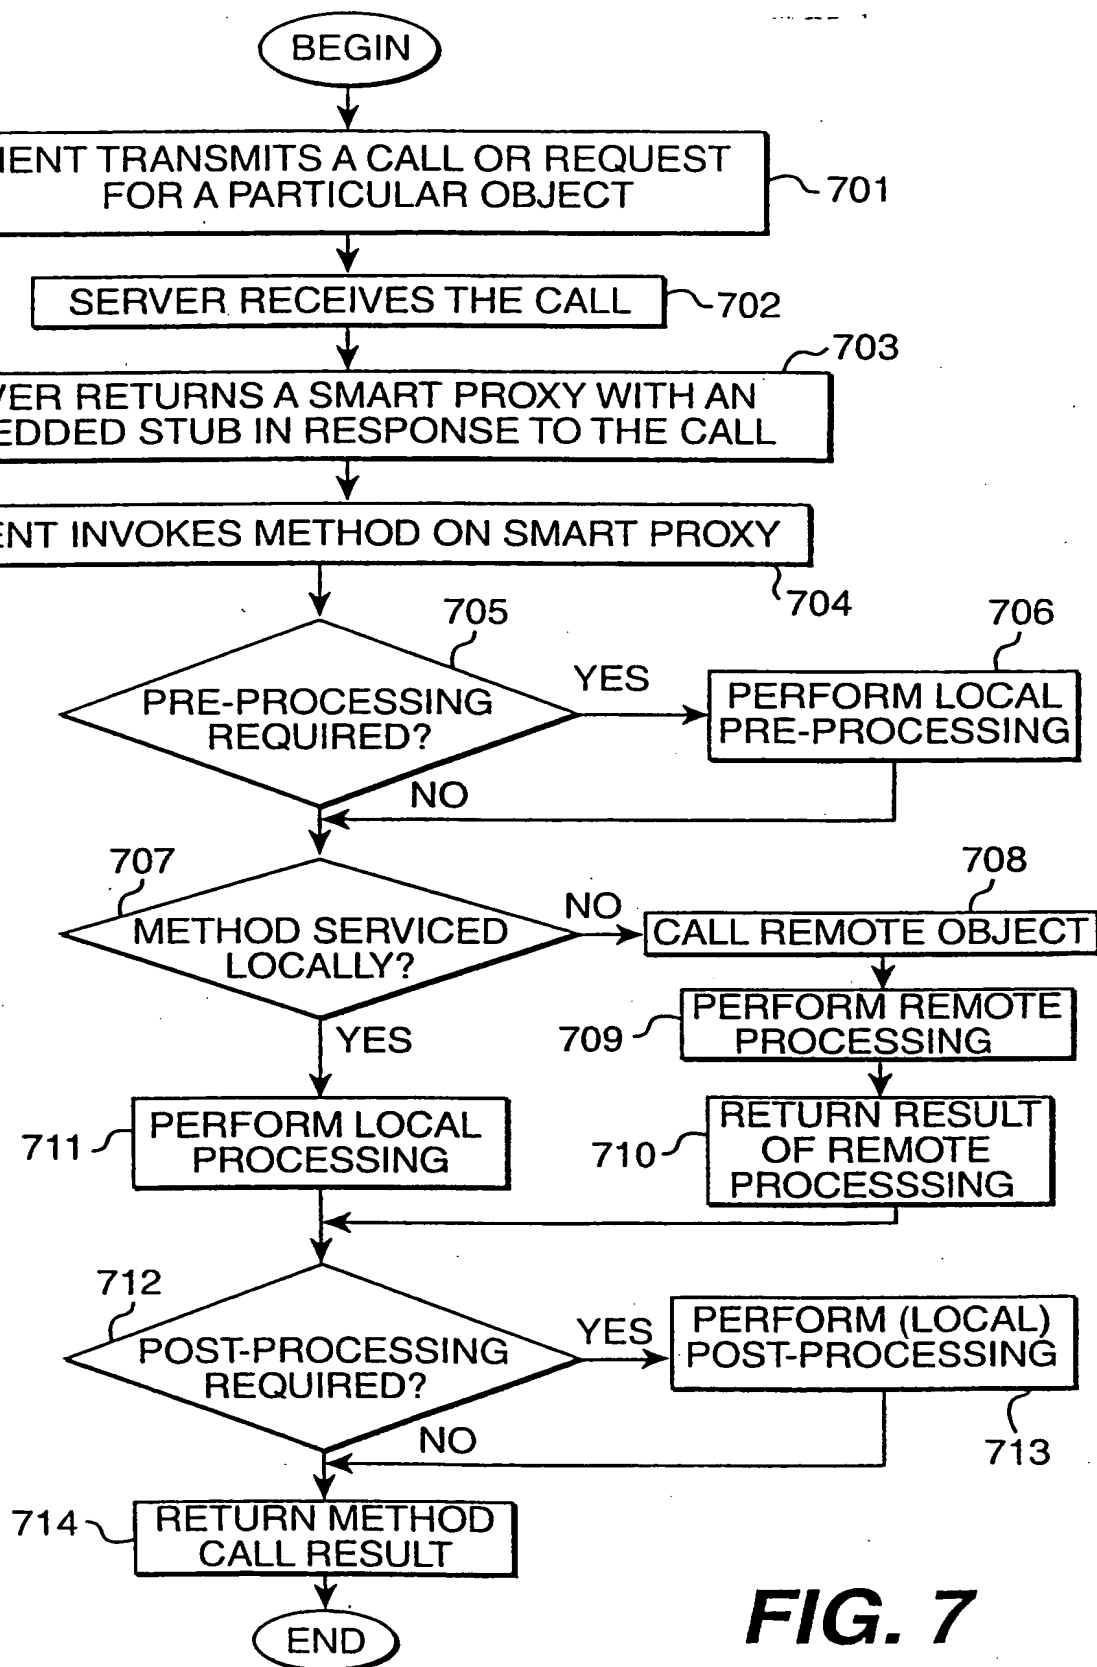 BEGIN
IENT TRANSMITS A CALL OR REQUEST
FOR A PARTICULAR OBJECT
701
SERVER RECEIVES THE CALL
702
703
VER RETURNS A SMART PROXY WITH AN
EDDED STUB IN RESPONSE TO THE CALL
ENT INVOKES METHOD ON SMART PROXY
704
705
706
PRE-PROCESSING
REQUIRED?
YES
PERFORM LOCAL
PRE-PROCESSING
NO
707
708
METHOD SERVICED
LOCALLY?
NO
CALL REMOTE OBJECT
709
PERFORM REMOTE
PROCESSING
YES
711
PERFORM LOCAL
PROCESSING
710
RETURN RESULT
OF REMOTE
PROCESSSING
712
POST-PROCESSING
REQUIRED?
YES
PERFORM (LOCAL)
POST-PROCESSING
713
NO
714
RETURN METHOD
CALL RESULT
END
FIG. 7